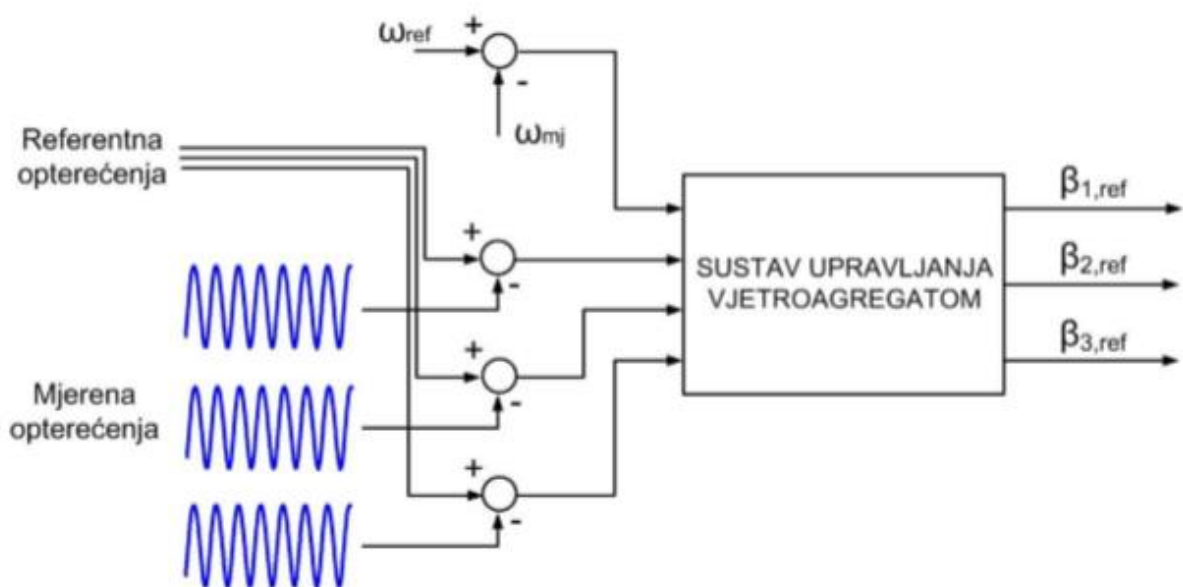 ωref
+
-
ωmj
Referentna
opterećenja
+
-
+
-
Mjerena
opterećenja
+
-
SUSTAV UPRAVLJANJA
VJETROAGREGATOM
β1,ref
β2,ref
β3,ref